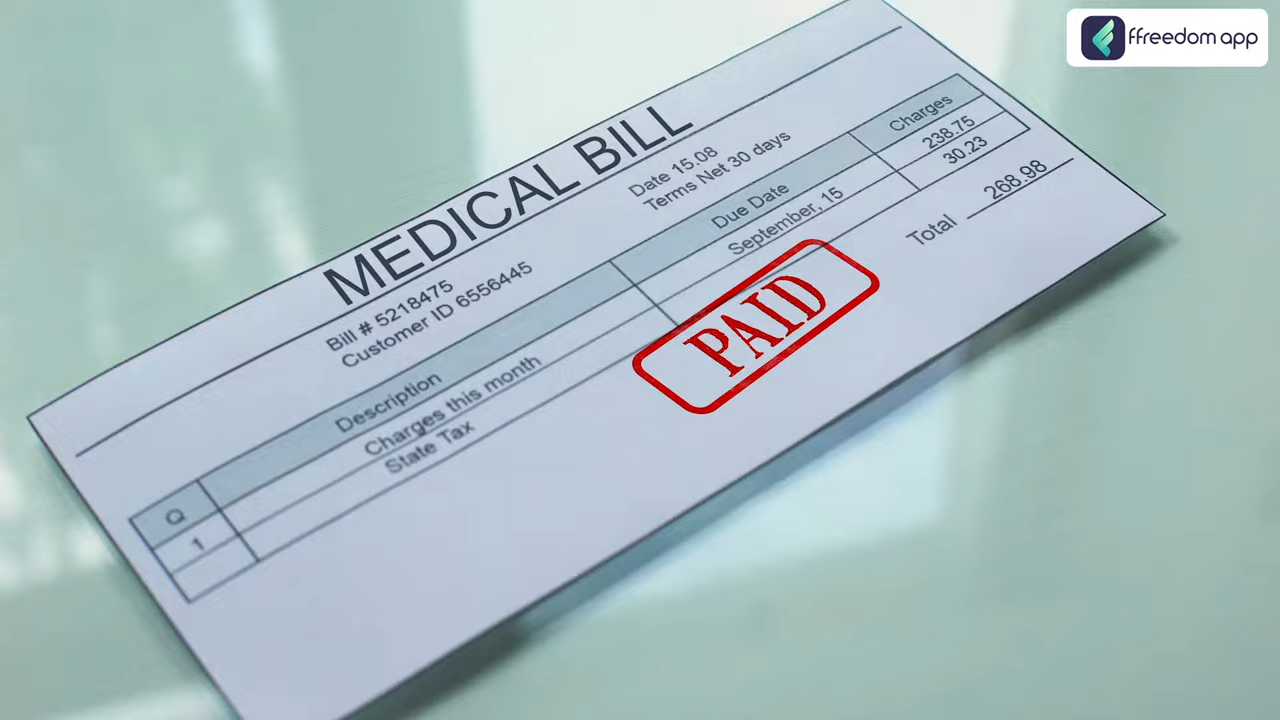 ffreedom app
MEDICAL BILL
Bill # 5218475
Customer ID 6556445
Date 15.08
Terms Net 30 days
Q Description Due Date Charges
1 Charges this month September, 15 238.75
State Tax 30.23
Total 268.98
PAID